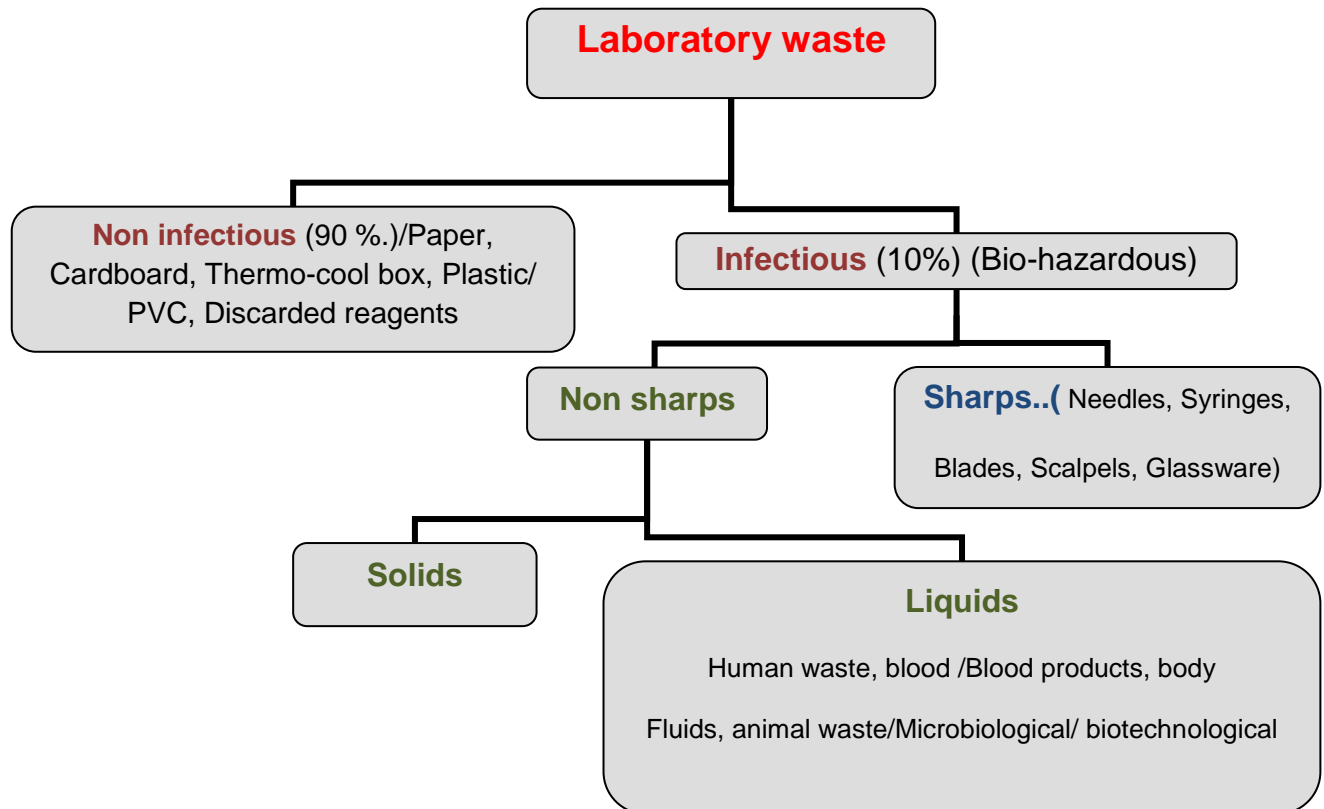 Laboratory waste
Non infectious (90 %.)/Paper,
Cardboard, Thermo-cool box, Plastic/
PVC, Discarded reagents
Infectious (10%) (Bio-hazardous)
Non sharps
Sharps..( Needles, Syringes,
Blades, Scalpels, Glassware)
Solids
Liquids
Human waste, blood /Blood products, body
Fluids, animal waste/Microbiological/ biotechnological